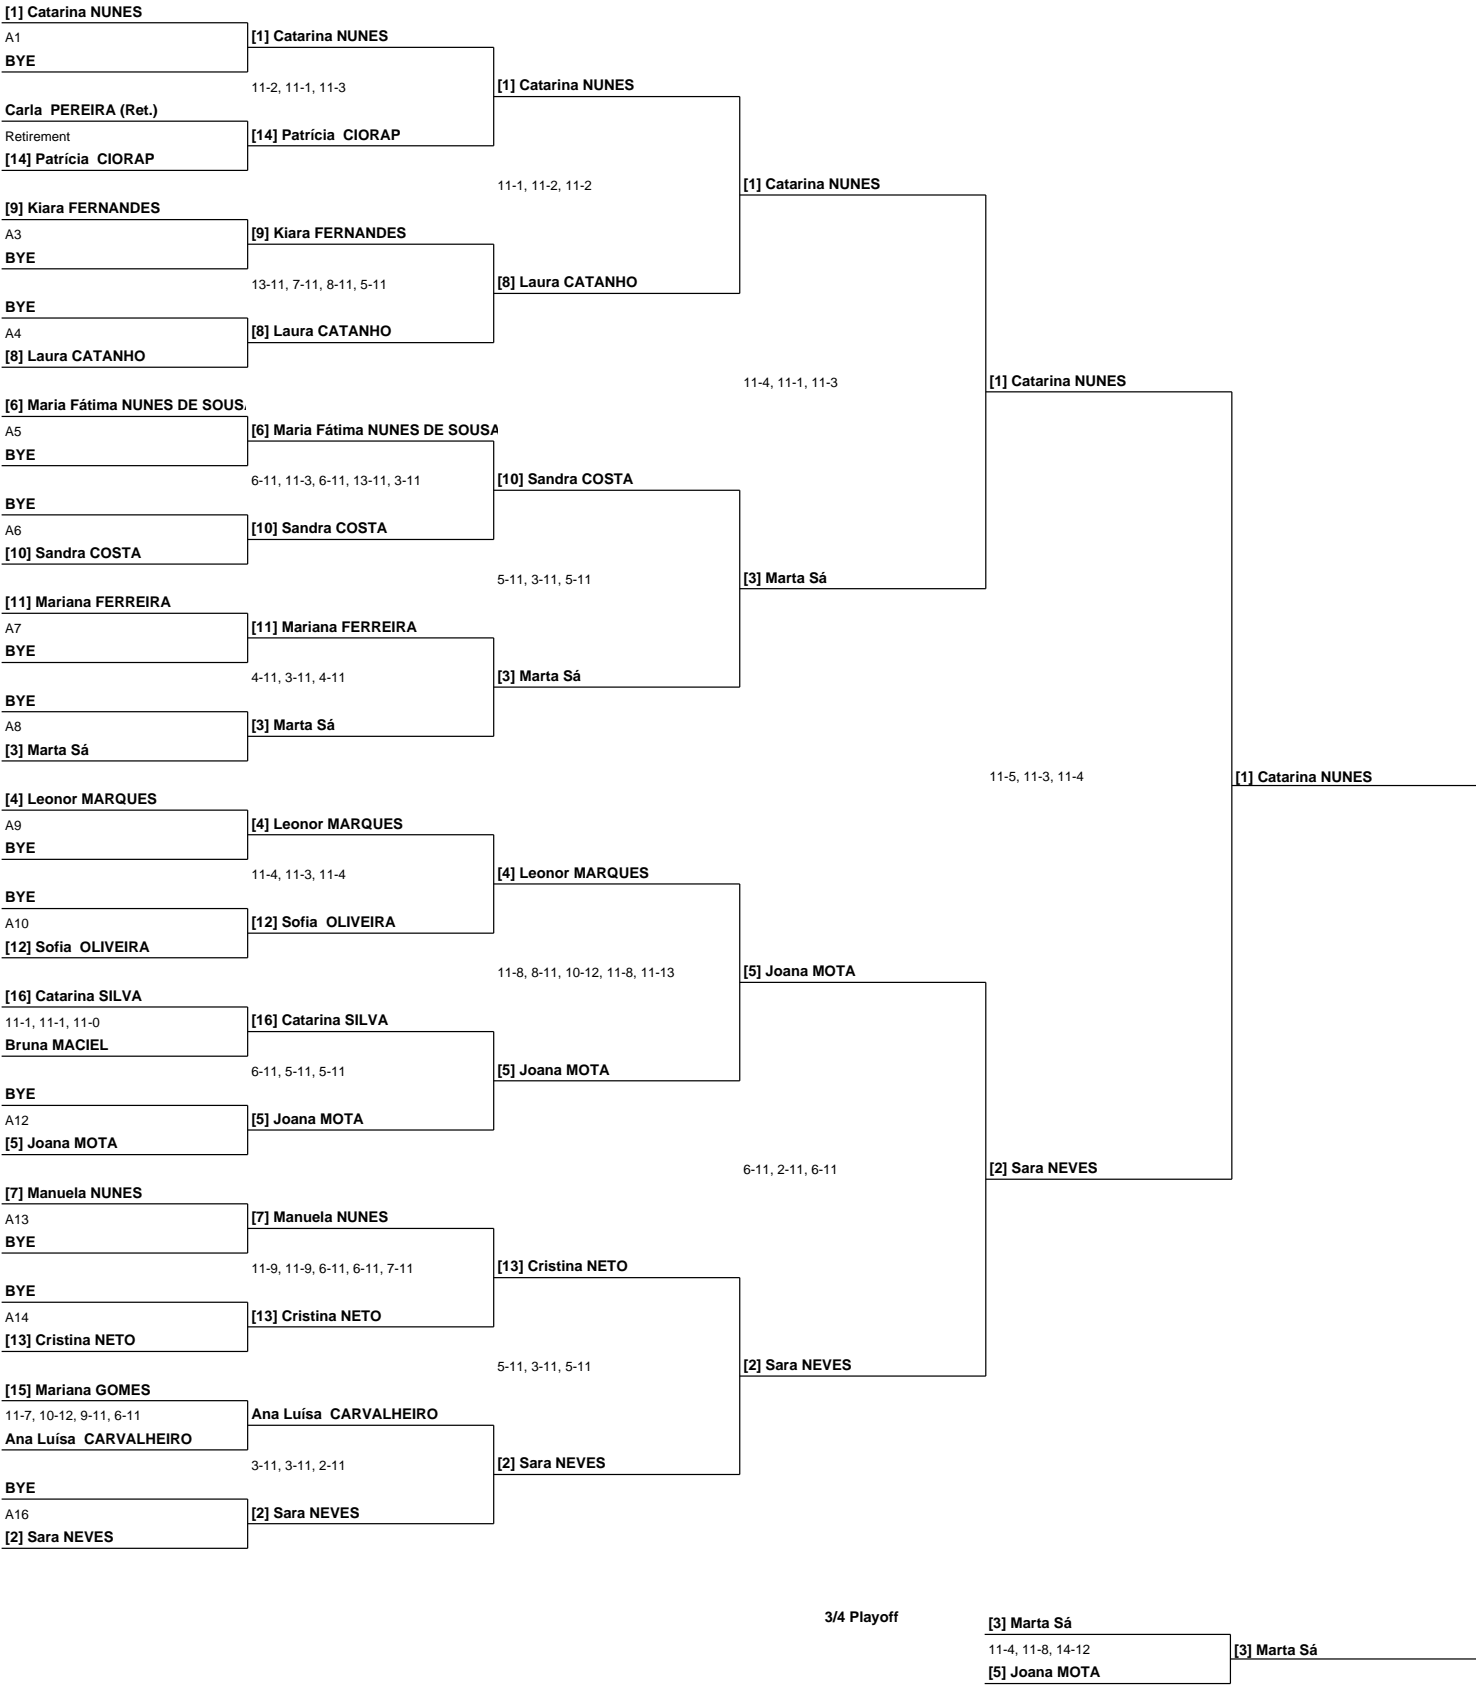 [1] Catarina NUNES
A1
BYE
[1] Catarina NUNES
11-2, 11-1, 11-3
[1] Catarina NUNES
Carla PEREIRA (Ret.)
Retirement
[14] Patrícia CIORAP
[14] Patrícia CIORAP
11-1, 11-2, 11-2
[1] Catarina NUNES
[9] Kiara FERNANDES
A3
BYE
[9] Kiara FERNANDES
13-11, 7-11, 8-11, 5-11
[8] Laura CATANHO
BYE
A4
[8] Laura CATANHO
[8] Laura CATANHO
11-4, 11-1, 11-3
[1] Catarina NUNES
[6] Maria Fátima NUNES DE SOUS
A5
BYE
[6] Maria Fátima NUNES DE SOUSA
6-11, 11-3, 6-11, 13-11, 3-11
[10] Sandra COSTA
BYE
A6
[10] Sandra COSTA
[10] Sandra COSTA
5-11, 3-11, 5-11
[3] Marta Sá
[11] Mariana FERREIRA
A7
BYE
[11] Mariana FERREIRA
4-11, 3-11, 4-11
[3] Marta Sá
BYE
A8
[3] Marta Sá
[3] Marta Sá
11-5, 11-3, 11-4
[1] Catarina NUNES
[4] Leonor MARQUES
A9
BYE
[4] Leonor MARQUES
11-4, 11-3, 11-4
[4] Leonor MARQUES
BYE
A10
[12] Sofia OLIVEIRA
[12] Sofia OLIVEIRA
11-8, 8-11, 10-12, 11-8, 11-13
[5] Joana MOTA
[16] Catarina SILVA
11-1, 11-1, 11-0
Bruna MACIEL
[16] Catarina SILVA
6-11, 5-11, 5-11
[5] Joana MOTA
BYE
A12
[5] Joana MOTA
[5] Joana MOTA
6-11, 2-11, 6-11
[2] Sara NEVES
[7] Manuela NUNES
A13
BYE
[7] Manuela NUNES
11-9, 11-9, 6-11, 6-11, 7-11
[13] Cristina NETO
BYE
A14
[13] Cristina NETO
[13] Cristina NETO
5-11, 3-11, 5-11
[2] Sara NEVES
[15] Mariana GOMES
11-7, 10-12, 9-11, 6-11
Ana Luísa CARVALHEIRO
Ana Luísa CARVALHEIRO
3-11, 3-11, 2-11
[2] Sara NEVES
BYE
A16
[2] Sara NEVES
[2] Sara NEVES
3/4 Playoff
[3] Marta Sá
11-4, 11-8, 14-12
[5] Joana MOTA
[3] Marta Sá